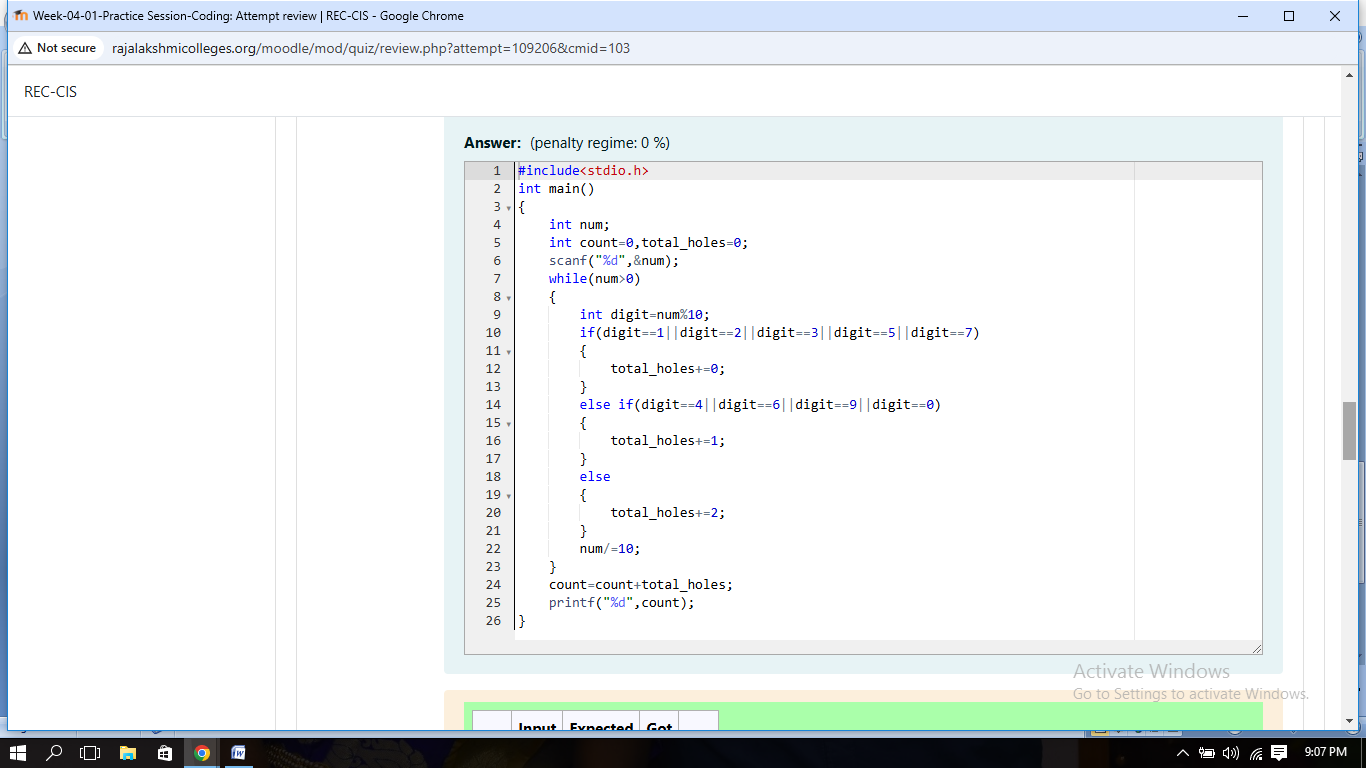 Week-04-01-Practice Session-Coding: Attempt review | REC-CIS - Google Chrome
Not secure rajalakshmicolleges.org/moodle/mod/quiz/review.php?attempt=109206&cmid=103
REC-CIS
Answer: (penalty regime: 0 %)
1 #include<stdio.h>
2 int main()
3 {
4 int num;
5 int count=0,total_holes=0;
6 scanf("%d",&num);
7 while(num>0)
8 {
9 int digit=num%10;
10 if(digit==1||digit==2||digit==3||digit==5||digit==7)
11 {
12 total_holes+=0;
13 }
14 else if(digit==4||digit==6||digit==9||digit==0)
15 {
16 total_holes+=1;
17 }
18 else
19 {
20 total_holes+=2;
21 }
22 num/=10;
23 }
24 count=count+total_holes;
25 printf("%d",count);
26 }
Activate Windows
Go to Settings to activate Windows.
Input Expected Got
9:07 PM